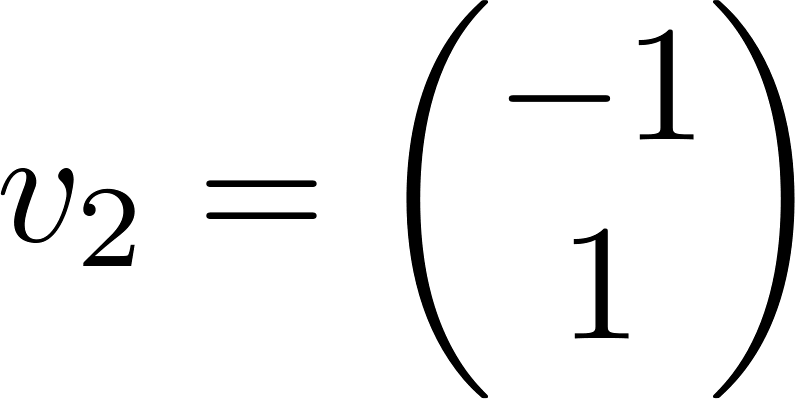 v₂ = (−1
1)